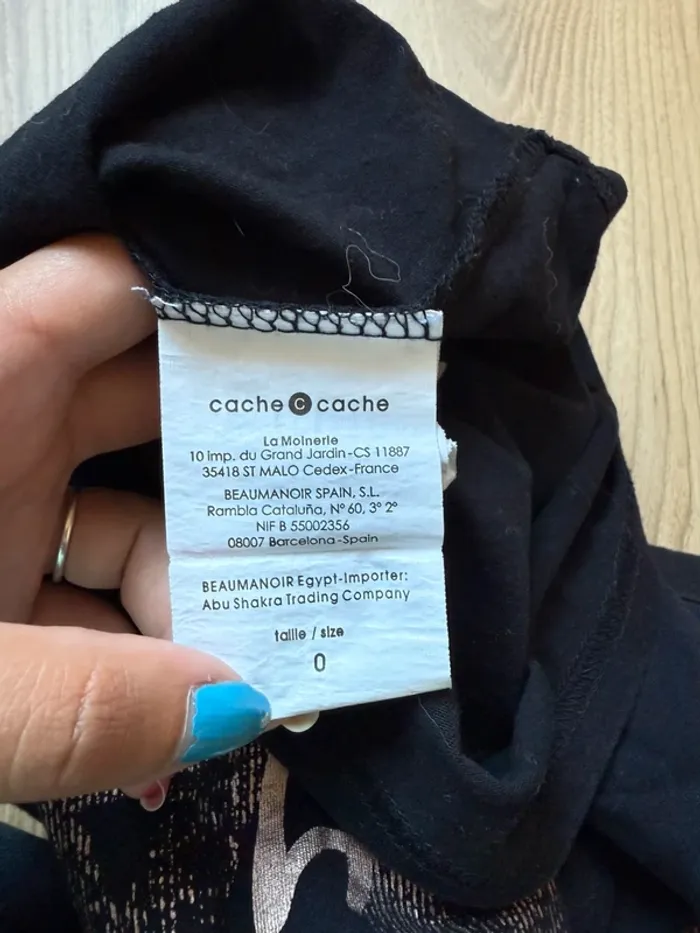 cache C cache
La Moinerie
10 imp. du Grand Jardin-CS 11887
35418 ST MALO Cedex-France
BEAUMANOIR SPAIN, S.L.
Rambla Cataluña, Nº 60, 3º 2º
NIF B 55002356
08007 Barcelona-Spain
BEAUMANOIR Egypt-Importer:
Abu Shakra Trading Company
taille / size
0